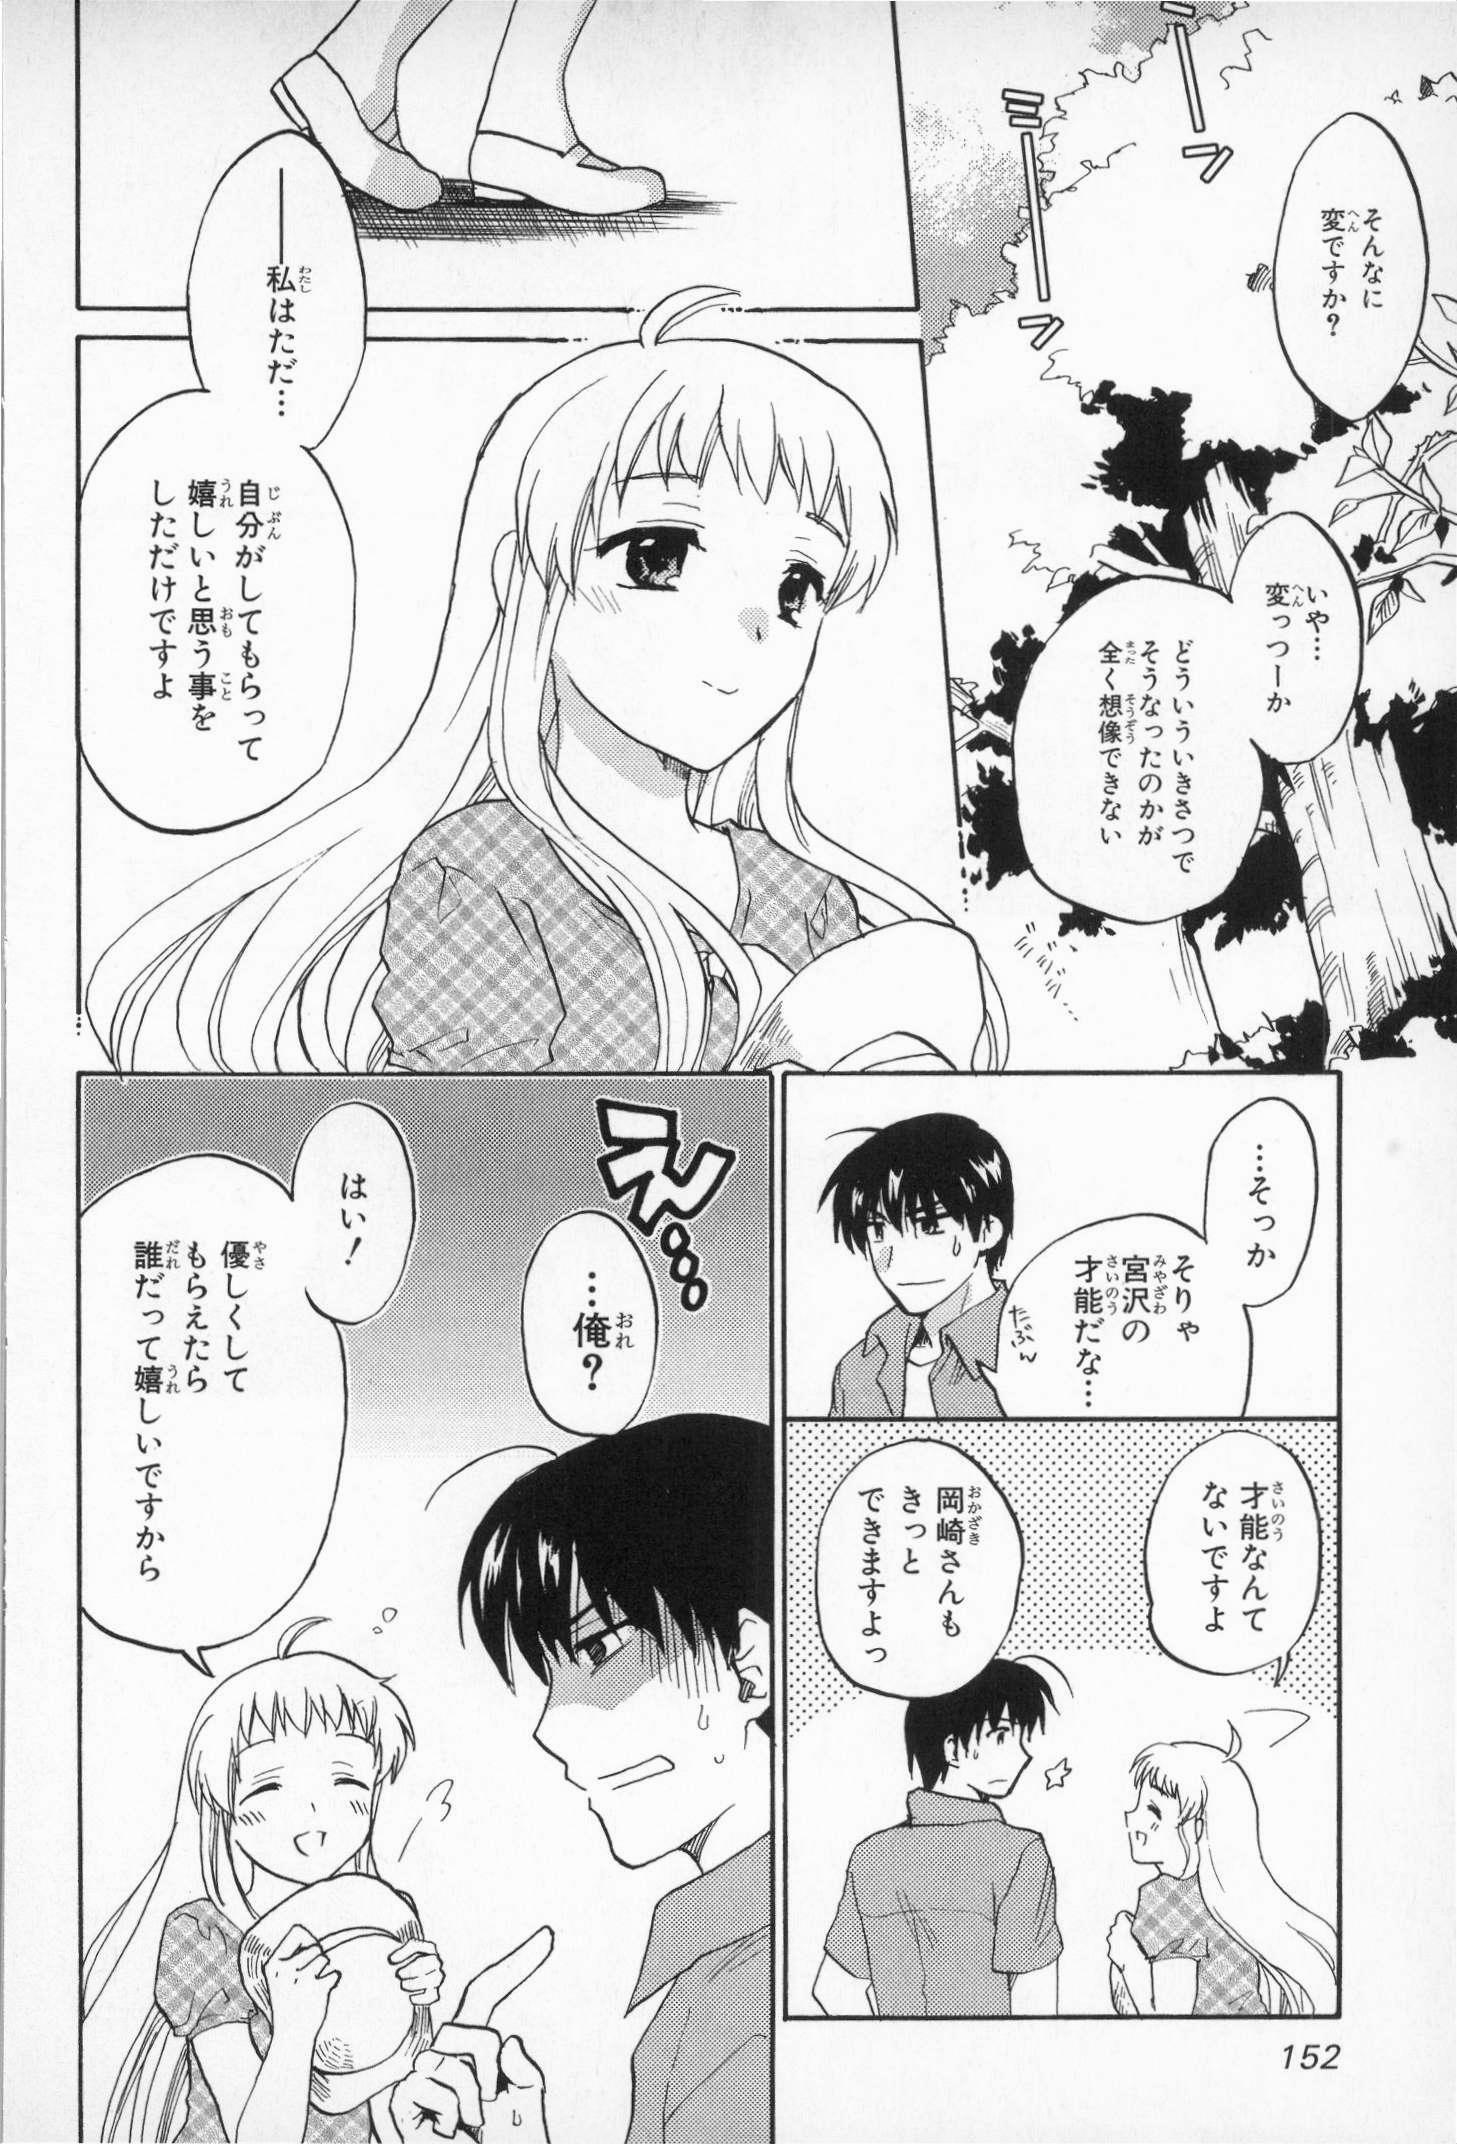 ミーン
ミーン
そんなに
変ですか？
いや…
変っつーか
どういういきさつで
そうなったのかが
全く想像できない
――私はただ…
自分がしてもらって
嬉しいと思う事を
しただけですよ
…そっか
そりゃ
宮沢の
才能だな…
たぶん
才能なんて
ないですよ
岡崎さんも
きっと
できますよっ
え…
…俺？
はい！
優しくして
もらえたら
誰だって嬉しいですから
152